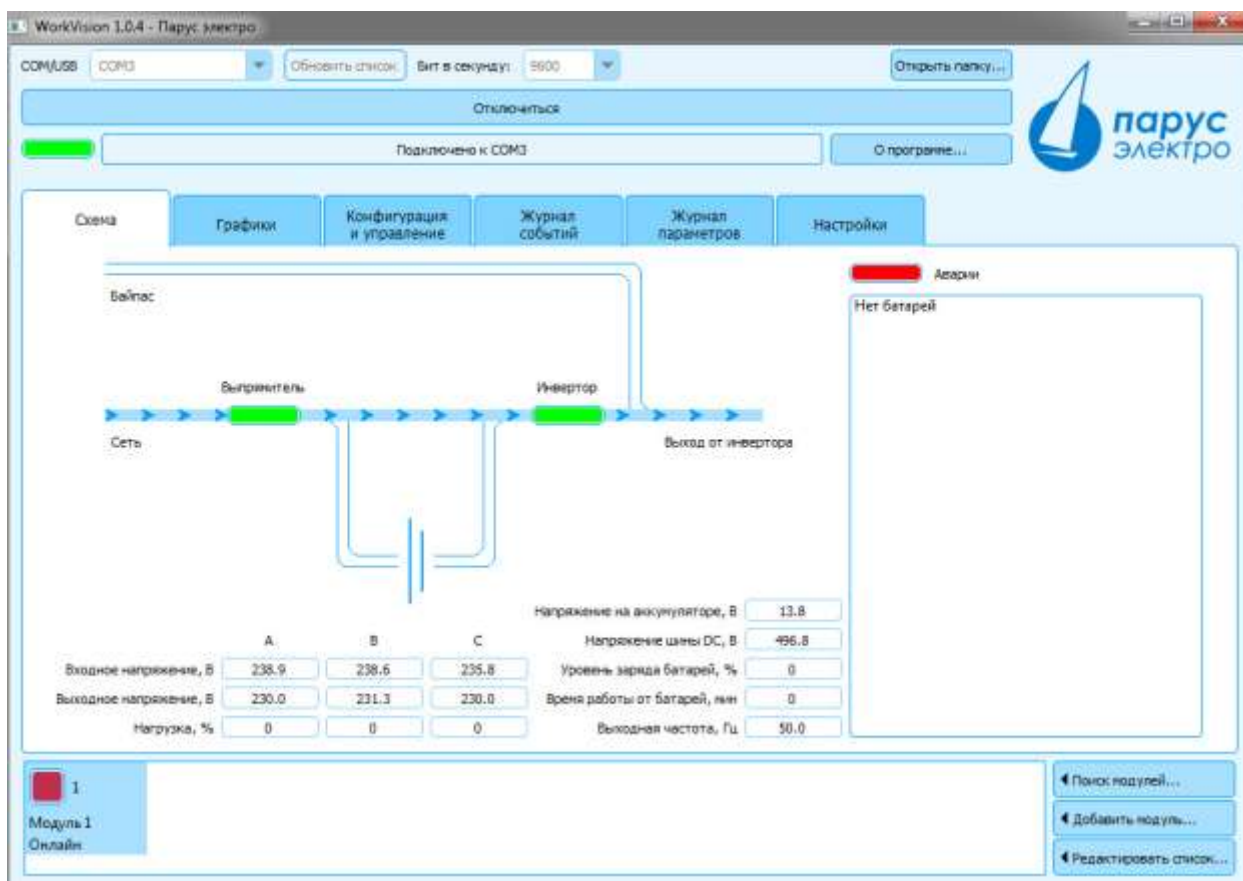 WorkVision 1.0.4 - Парус электро
COM/USB COM3 Обновить список Бит в секунду: 9600 Открыть папку...
Отключиться
Подключено к COM3 О программе...
парус
электро
Схема Графики Конфигурация и управление Журнал событий Журнал параметров Настройки
Байпас
Аварии
Нет батарей
Выпрямитель Инвертор
Сеть Выход от инвертора
Напряжение на аккумуляторе, В 13.8
A B C Напряжение шины DC, В 496.8
Входное напряжение, В 238.9 238.6 235.8 Уровень заряда батарей, % 0
Выходное напряжение, В 230.0 231.3 230.0 Время работы от батарей, мин 0
Нагрузка, % 0 0 0 Выходная частота, Гц 50.0
1
Модуль 1
Онлайн
Поиск модулей...
Добавить модуль...
Редактировать список...